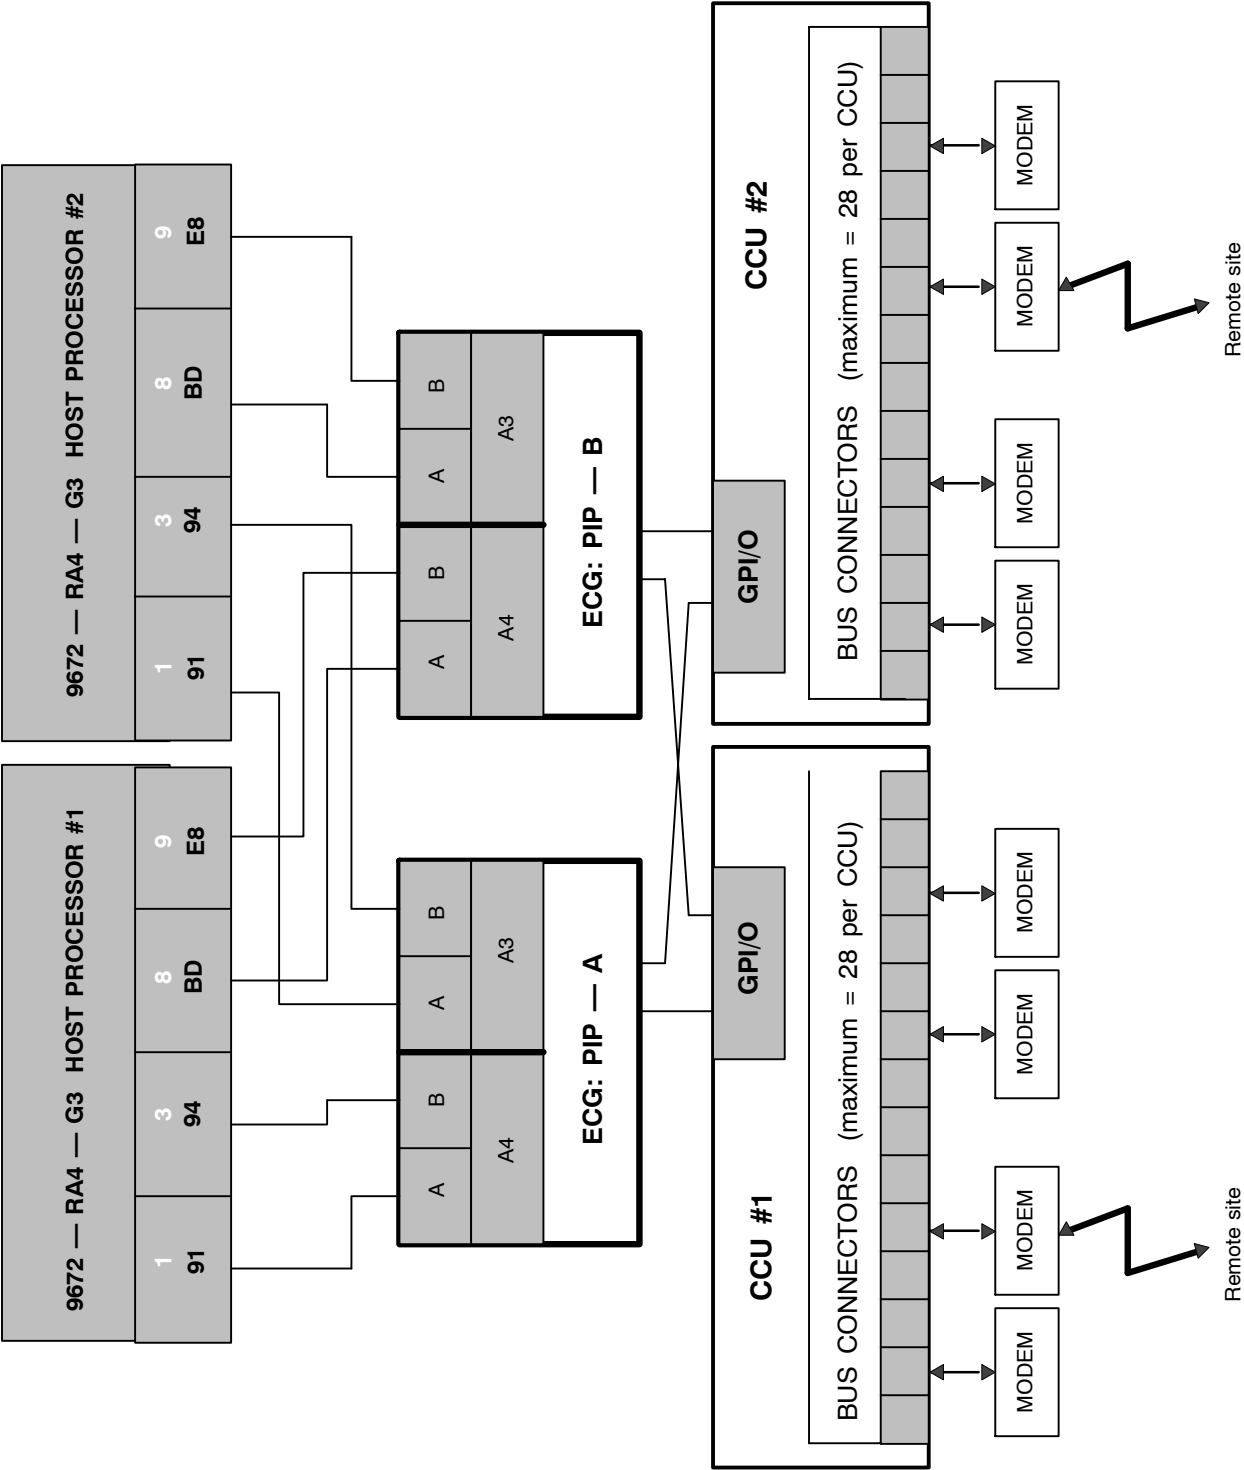 9672 — RA4 — G3 HOST PROCESSOR #1
1
91
3
94
8
BD
9
E8
9672 — RA4 — G3 HOST PROCESSOR #2
1
91
3
94
8
BD
9
E8
A
B
A
B
A4
A3
ECG: PIP — A
A
B
A
B
A4
A3
ECG: PIP — B
GPI/O
CCU #1
BUS CONNECTORS (maximum = 28 per CCU)
GPI/O
CCU #2
BUS CONNECTORS (maximum = 28 per CCU)
MODEM
MODEM
MODEM
MODEM
MODEM
MODEM
MODEM
MODEM
Remote site
Remote site